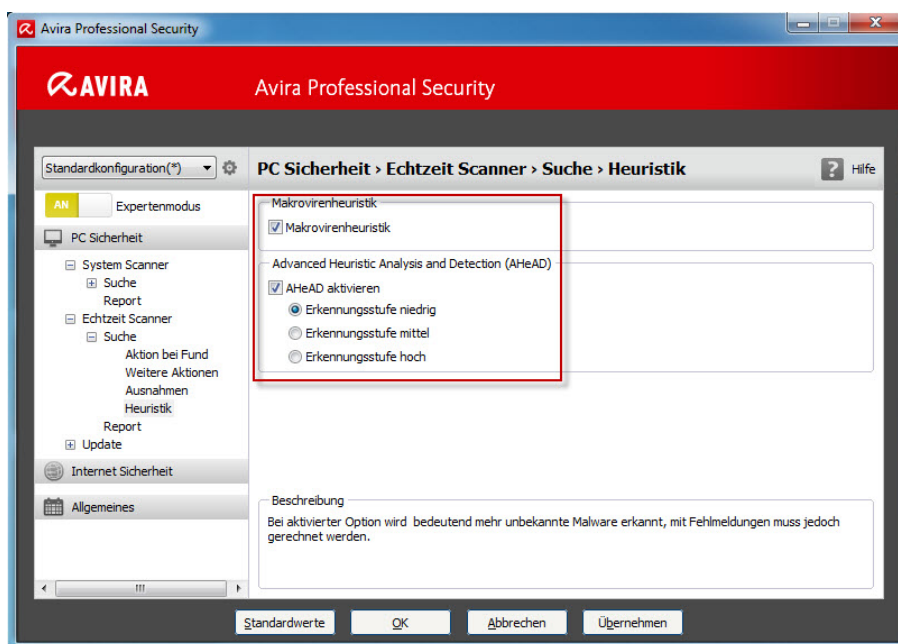 Avira Professional Security
AVIRA
Avira Professional Security
Standardkonfiguration(*)
PC Sicherheit › Echtzeit Scanner › Suche › Heuristik
? Hilfe
AN Expertenmodus
PC Sicherheit
System Scanner
Suche
Report
Echtzeit Scanner
Suche
Aktion bei Fund
Weitere Aktionen
Ausnahmen
Heuristik
Report
Update
Internet Sicherheit
Allgemeines
Makrovirenheuristik
Makrovirenheuristik
Advanced Heuristic Analysis and Detection (AHeAD)
AHeAD aktivieren
Erkennungsstufe niedrig
Erkennungsstufe mittel
Erkennungsstufe hoch
Beschreibung
Bei aktivierter Option wird bedeutend mehr unbekannte Malware erkannt, mit Fehlmeldungen muss jedoch
gerechnet werden.
Standardwerte
OK
Abbrechen
Übernehmen